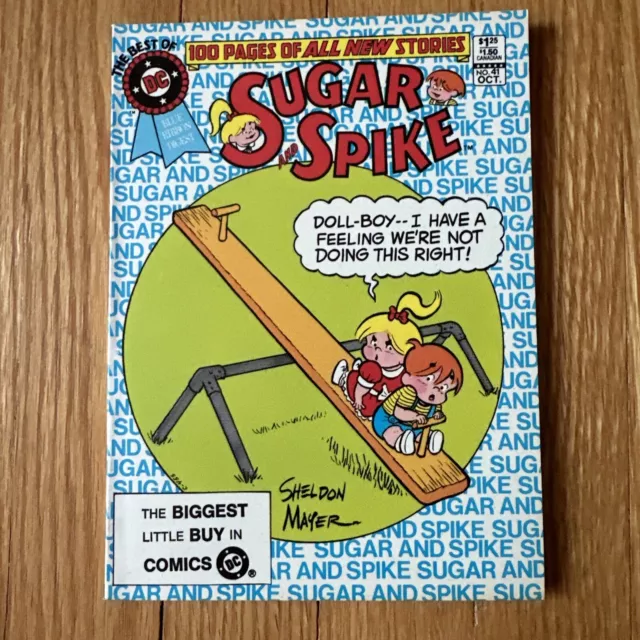 100 PAGES OF ALL NEW STORIES
THE BEST OF
DC
BLUE
RIBBON
DIGEST
$1.25
$1.50
CANADIAN
NO. 41
OCT.
SUGAR
AND
SPIKE™
DOLL-BOY-- I HAVE A
FEELING WE'RE NOT
DOING THIS RIGHT!
SHELDON
MAYER
THE BIGGEST
LITTLE BUY IN
COMICS DC®
SUGAR AND SPIKE